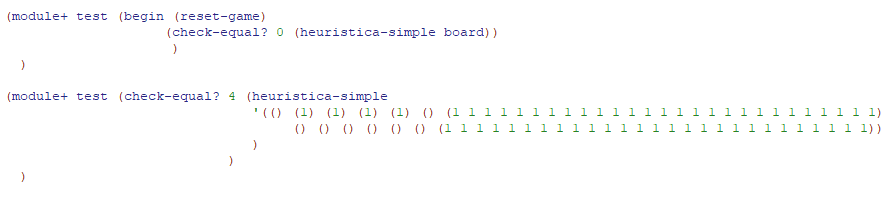 (module+ test (begin (reset-game)
(check-equal? 0 (heuristica-simple board))
)
)
(module+ test (check-equal? 4 (heuristica-simple
'(() (1) (1) (1) (1) () (1 1 1 1 1 1 1 1 1 1 1 1 1 1 1 1 1 1 1 1 1 1 1 1 1 1 1)
() () () () () () (1 1 1 1 1 1 1 1 1 1 1 1 1 1 1 1 1 1 1 1 1 1 1 1 1 1 1))
)
)
)